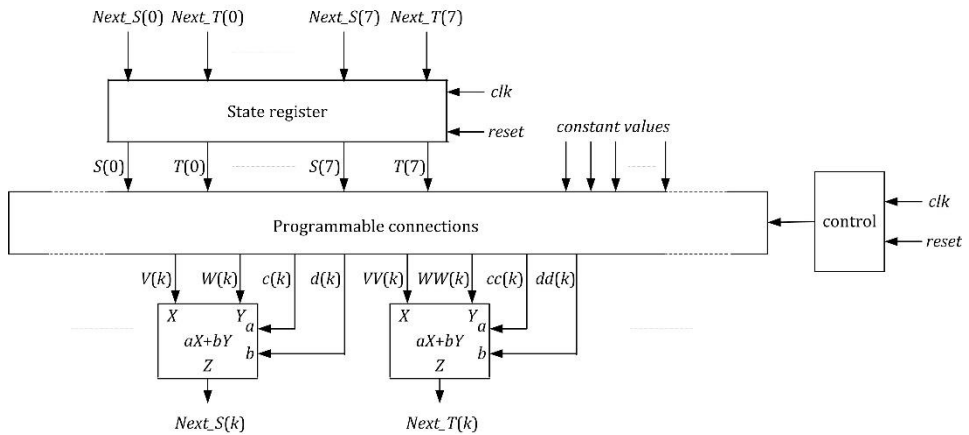 Next_S(0) Next_T(0) Next_S(7) Next_T(7)
clk
State register
reset
constant values
S(0) T(0) S(7) T(7)
clk
Programmable connections
control
reset
V(k) W(k) c(k) d(k) VV(k) WW(k) cc(k) dd(k)
X Y a
aX+bY b
Z
X Y a
aX+bY b
Z
Next_S(k) Next_T(k)